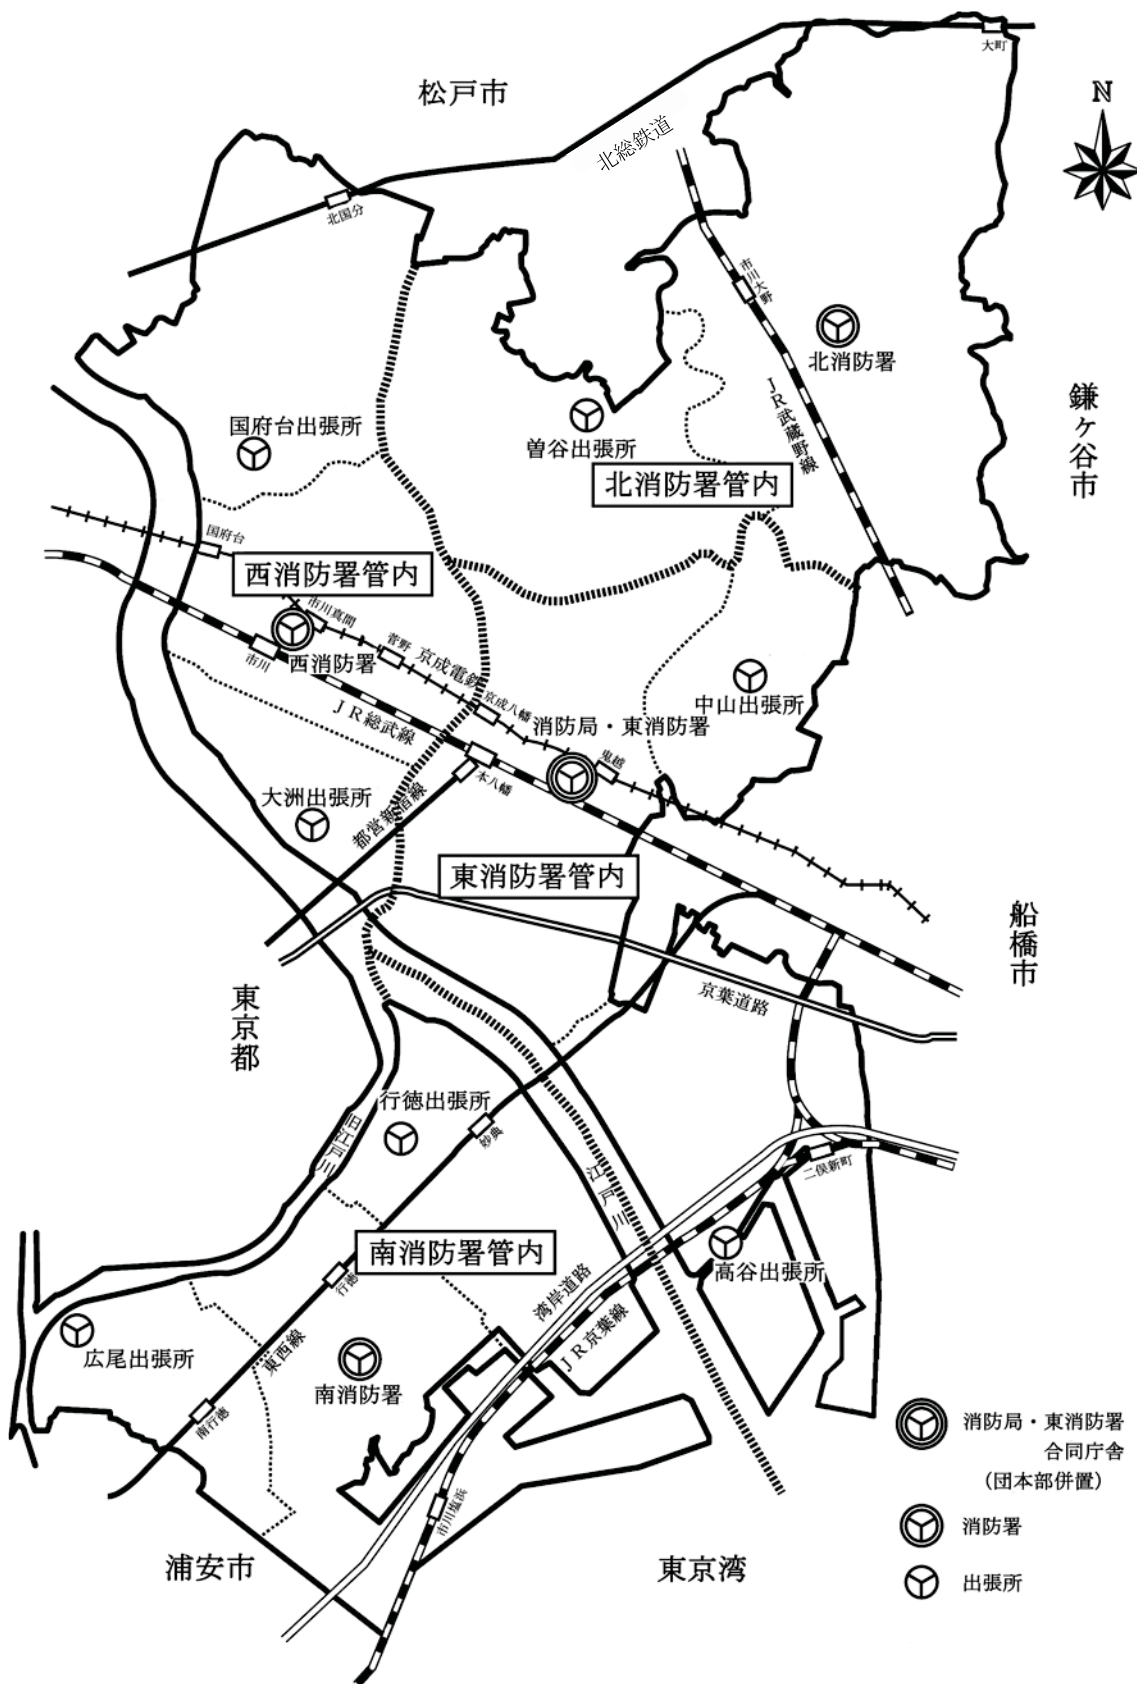 大町
松戸市
N
北総鉄道
北国分
市川大野
北消防署
JR武蔵野線
鎌ヶ谷市
国府台出張所
曽谷出張所
北消防署管内
国府台
西消防署管内
市川真間
菅野
京成電鉄
市川
西消防署
京成八幡
中山出張所
JR総武線
消防局・東消防署
鬼越
本八幡
大洲出張所
都営新宿線
東消防署管内
船橋市
京葉道路
東京都
行徳出張所
妙典
旧江戸川
江戸川
二俣新町
南消防署管内
高谷出張所
行徳
湾岸道路
JR京葉線
東西線
広尾出張所
南消防署
南行徳
市川塩浜
浦安市
東京湾
消防局・東消防署
合同庁舎
(団本部併置)
消防署
出張所